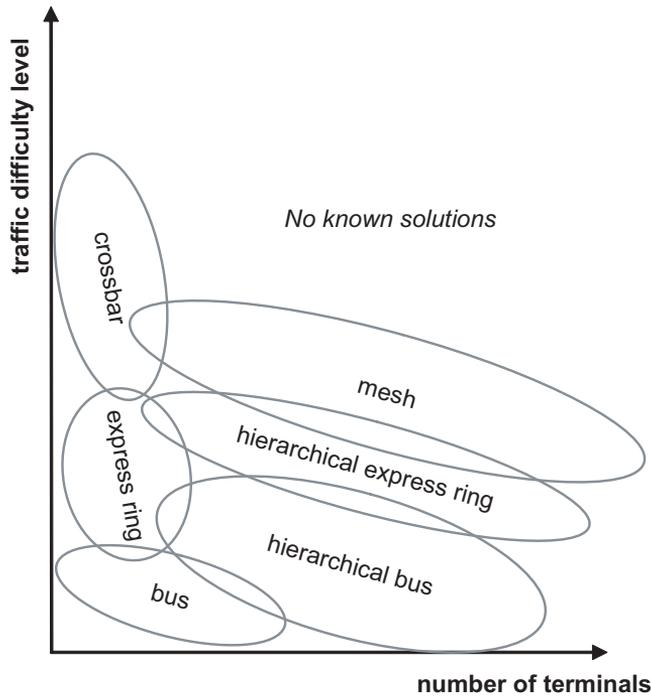 traffic difficulty level
No known solutions
crossbar
mesh
express ring
hierarchical express ring
hierarchical bus
bus
number of terminals